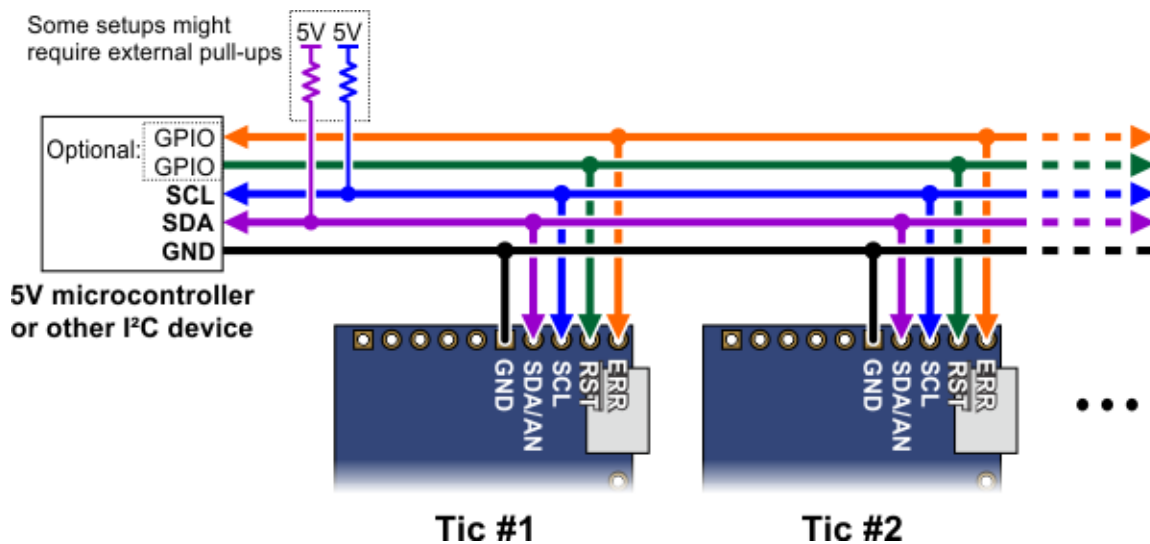 Some setups might
require external pull-ups
5V 5V
Optional: GPIO
GPIO
SCL
SDA
GND
5V microcontroller
or other I²C device
GND SDA/AN SCL RST ERR
GND SDA/AN SCL RST ERR
•••
Tic #1 Tic #2